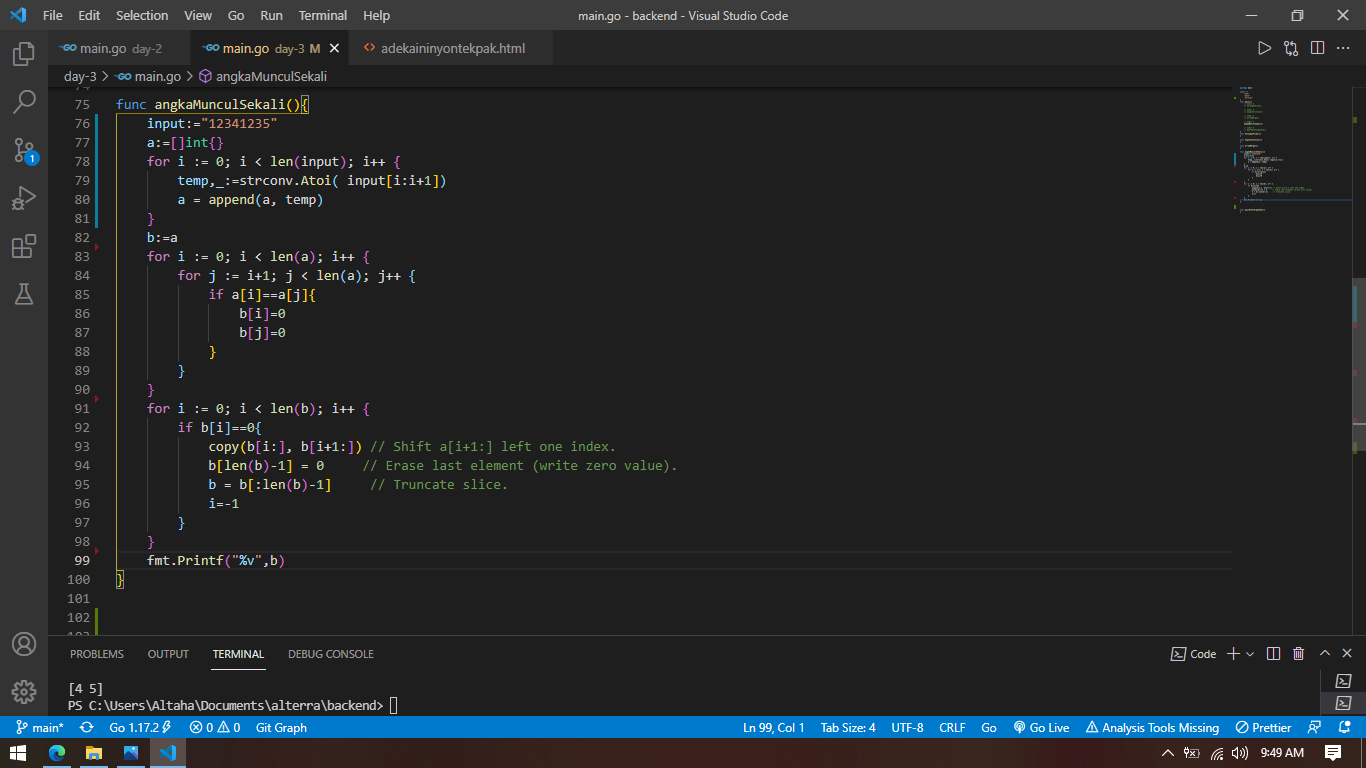 File Edit Selection View Go Run Terminal Help main.go - backend - Visual Studio Code
main.go day-2 main.go day-3 M adekaininyontekpak.html
day-3 > main.go > angkaMunculSekali
75 func angkaMunculSekali(){
76 input:="12341235"
77 a:=[]int{}
78 for i := 0; i < len(input); i++ {
79 temp,_:=strconv.Atoi( input[i:i+1])
80 a = append(a, temp)
81 }
82 b:=a
83 for i := 0; i < len(a); i++ {
84 for j := i+1; j < len(a); j++ {
85 if a[i]==a[j]{
86 b[i]=0
87 b[j]=0
88 }
89 }
90 }
91 for i := 0; i < len(b); i++ {
92 if b[i]==0{
93 copy(b[i:], b[i+1:]) // Shift a[i+1:] left one index.
94 b[len(b)-1] = 0 // Erase last element (write zero value).
95 b = b[:len(b)-1] // Truncate slice.
96 i=-1
97 }
98 }
99 fmt.Printf("%v",b)
100 }
101
102
PROBLEMS OUTPUT TERMINAL DEBUG CONSOLE Code
[4 5]
PS C:\Users\Altaha\Documents\alterra\backend>
1
main* Go 1.17.2 0 0 Git Graph Ln 99, Col 1 Tab Size: 4 UTF-8 CRLF Go Go Live Analysis Tools Missing Prettier
9:49 AM